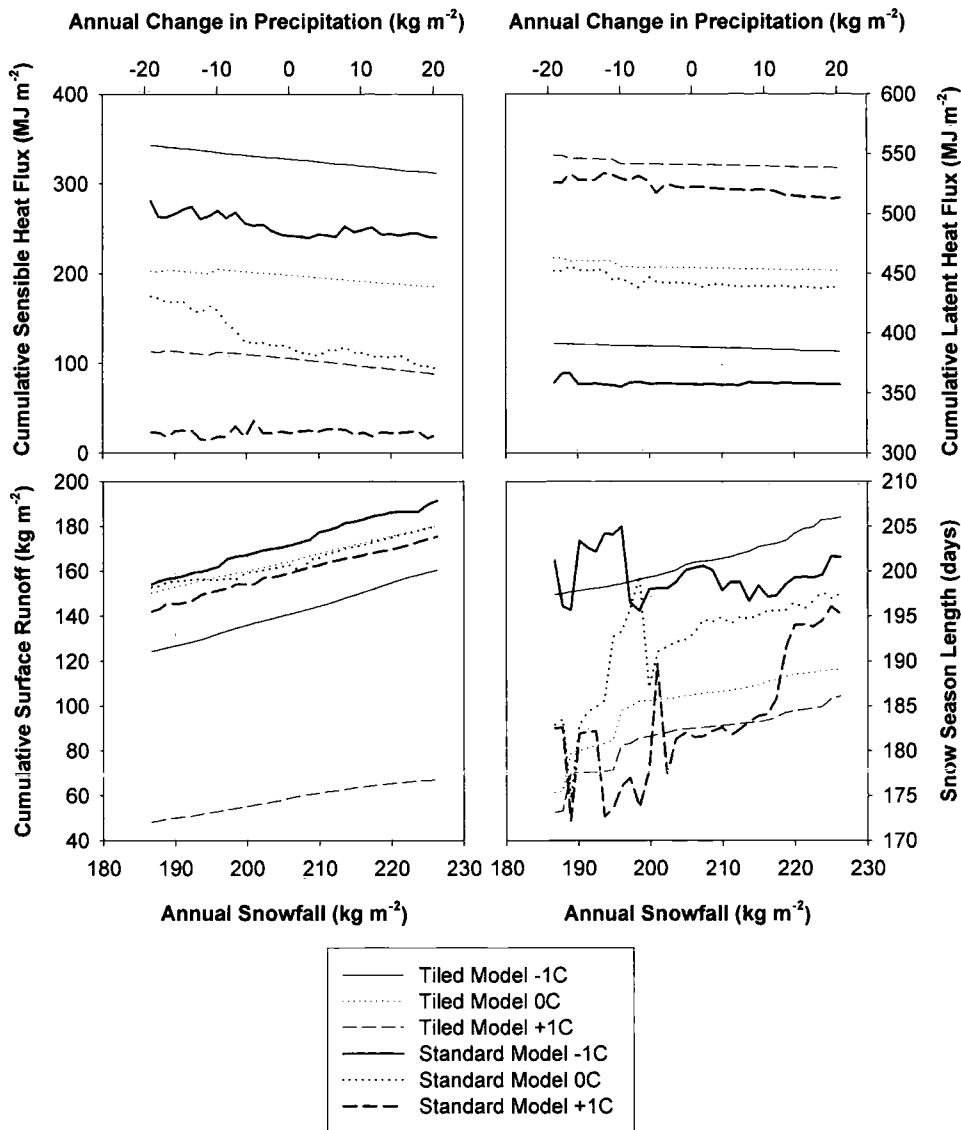 Annual Change in Precipitation (kg m-2)
Annual Change in Precipitation (kg m-2)
-20 -10 0 10 20
-20 -10 0 10 20
Cumulative Sensible Heat Flux (MJ m-2)
400
300
200
100
0
600
550
500
450
400
350
300
Cumulative Latent Heat Flux (MJ m-2)
Cumulative Surface Runoff (kg m-2)
200
180
160
140
120
100
80
60
40
210
205
200
195
190
185
180
175
170
Snow Season Length (days)
180 190 200 210 220 230
180 190 200 210 220 230
Annual Snowfall (kg m-2)
Annual Snowfall (kg m-2)
Tiled Model -1C
Tiled Model 0C
Tiled Model +1C
Standard Model -1C
Standard Model 0C
Standard Model +1C